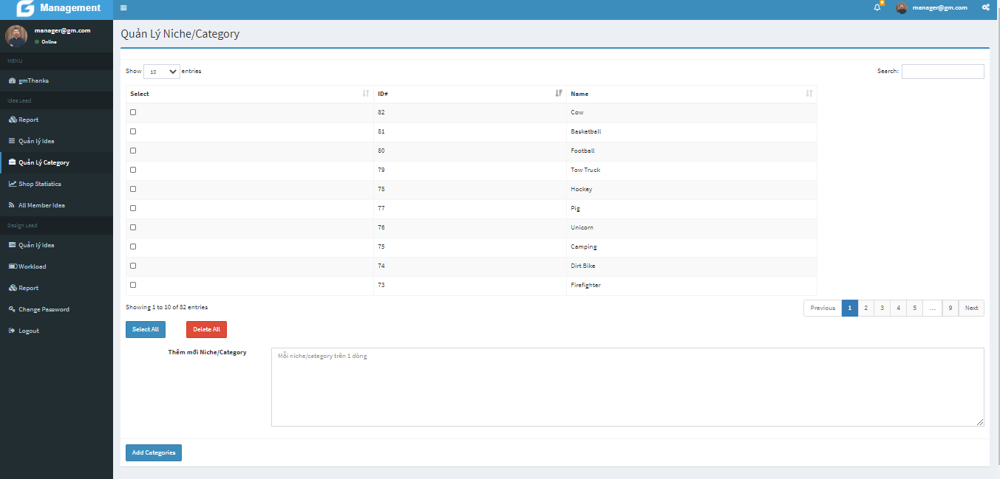 Management
manager@gm.com
manager@gm.com
Online
MENU
gmThanks
Idea Lead
Report
Quản lý Idea
Quản Lý Category
Shop Statistics
All Member Idea
Design Lead
Quản lý Idea
Workload
Report
Change Password
Logout
Quản Lý Niche/Category
Show 10 entries
Search:
Select ID# Name
82 Cow
81 Basketball
80 Football
79 Tow Truck
78 Hockey
77 Pig
76 Unicorn
75 Camping
74 Dirt Bike
73 Firefighter
Showing 1 to 10 of 82 entries
Previous 1 2 3 4 5 … 9 Next
Select All Delete All
Thêm mới Niche/Category
Mỗi niche/category trên 1 dòng
Add Categories